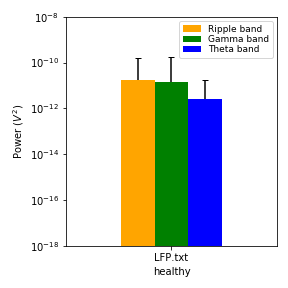 10⁻⁸
10⁻¹⁰
10⁻¹²
10⁻¹⁴
10⁻¹⁶
10⁻¹⁸
Power (V²)
Ripple band
Gamma band
Theta band
LFP.txt
healthy